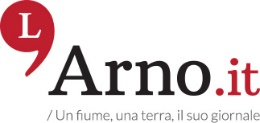 L'Arno.it
/ Un fiume, una terra, il suo giornale